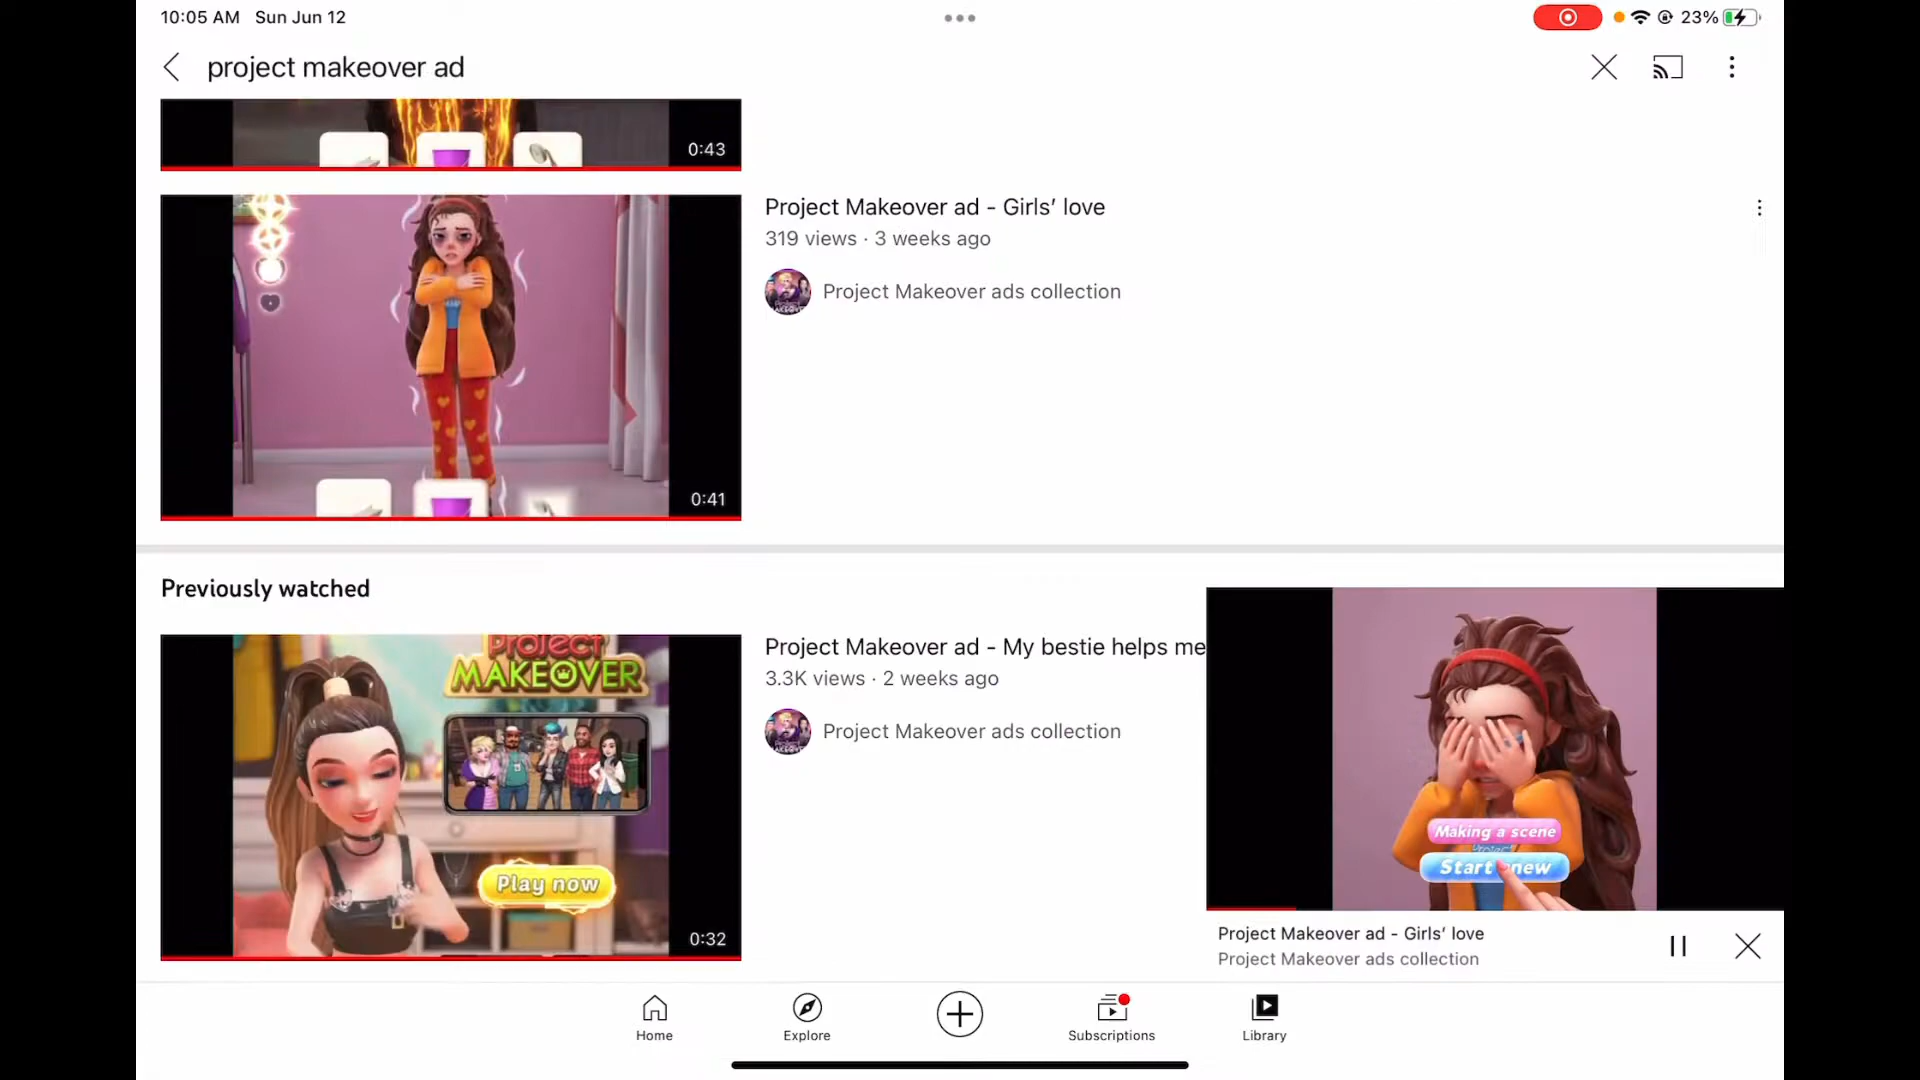 10:05 AM Sun Jun 12
23%
project makeover ad
0:43
Project Makeover ad - Girls’ love
319 views · 3 weeks ago
Project Makeover ads collection
0:41
Previously watched
Project
MAKEOVER
Play now
0:32
Project Makeover ad - My bestie helps me
3.3K views · 2 weeks ago
Project Makeover ads collection
Making a scene
Start new
Project Makeover ad - Girls’ love
Project Makeover ads collection
Home
Explore
Subscriptions
Library